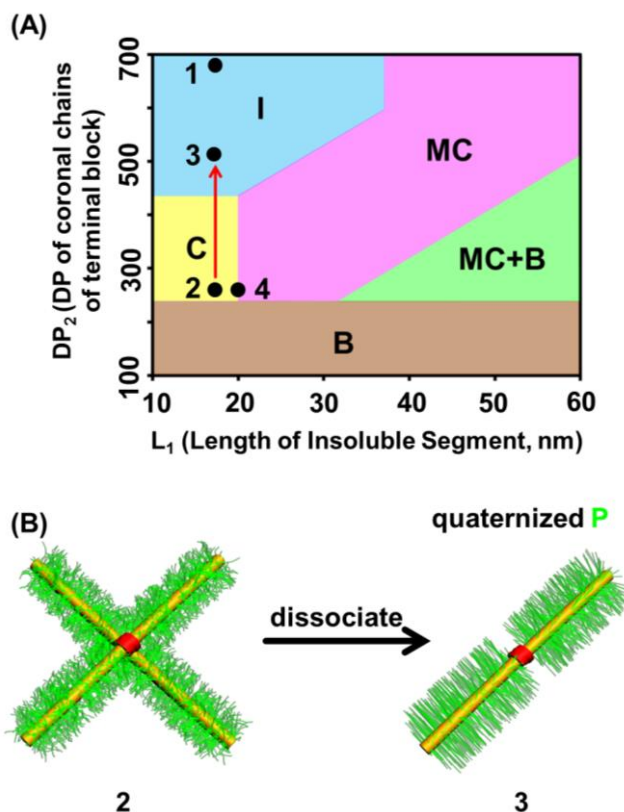 (A)
700
500
300
100
DP₂ (DP of coronal chains
of terminal block)
1
I
3
MC
C
2
4
MC+B
B
10
20
30
40
50
60
L₁ (Length of Insoluble Segment, nm)
(B)
quaternized P
dissociate
2
3